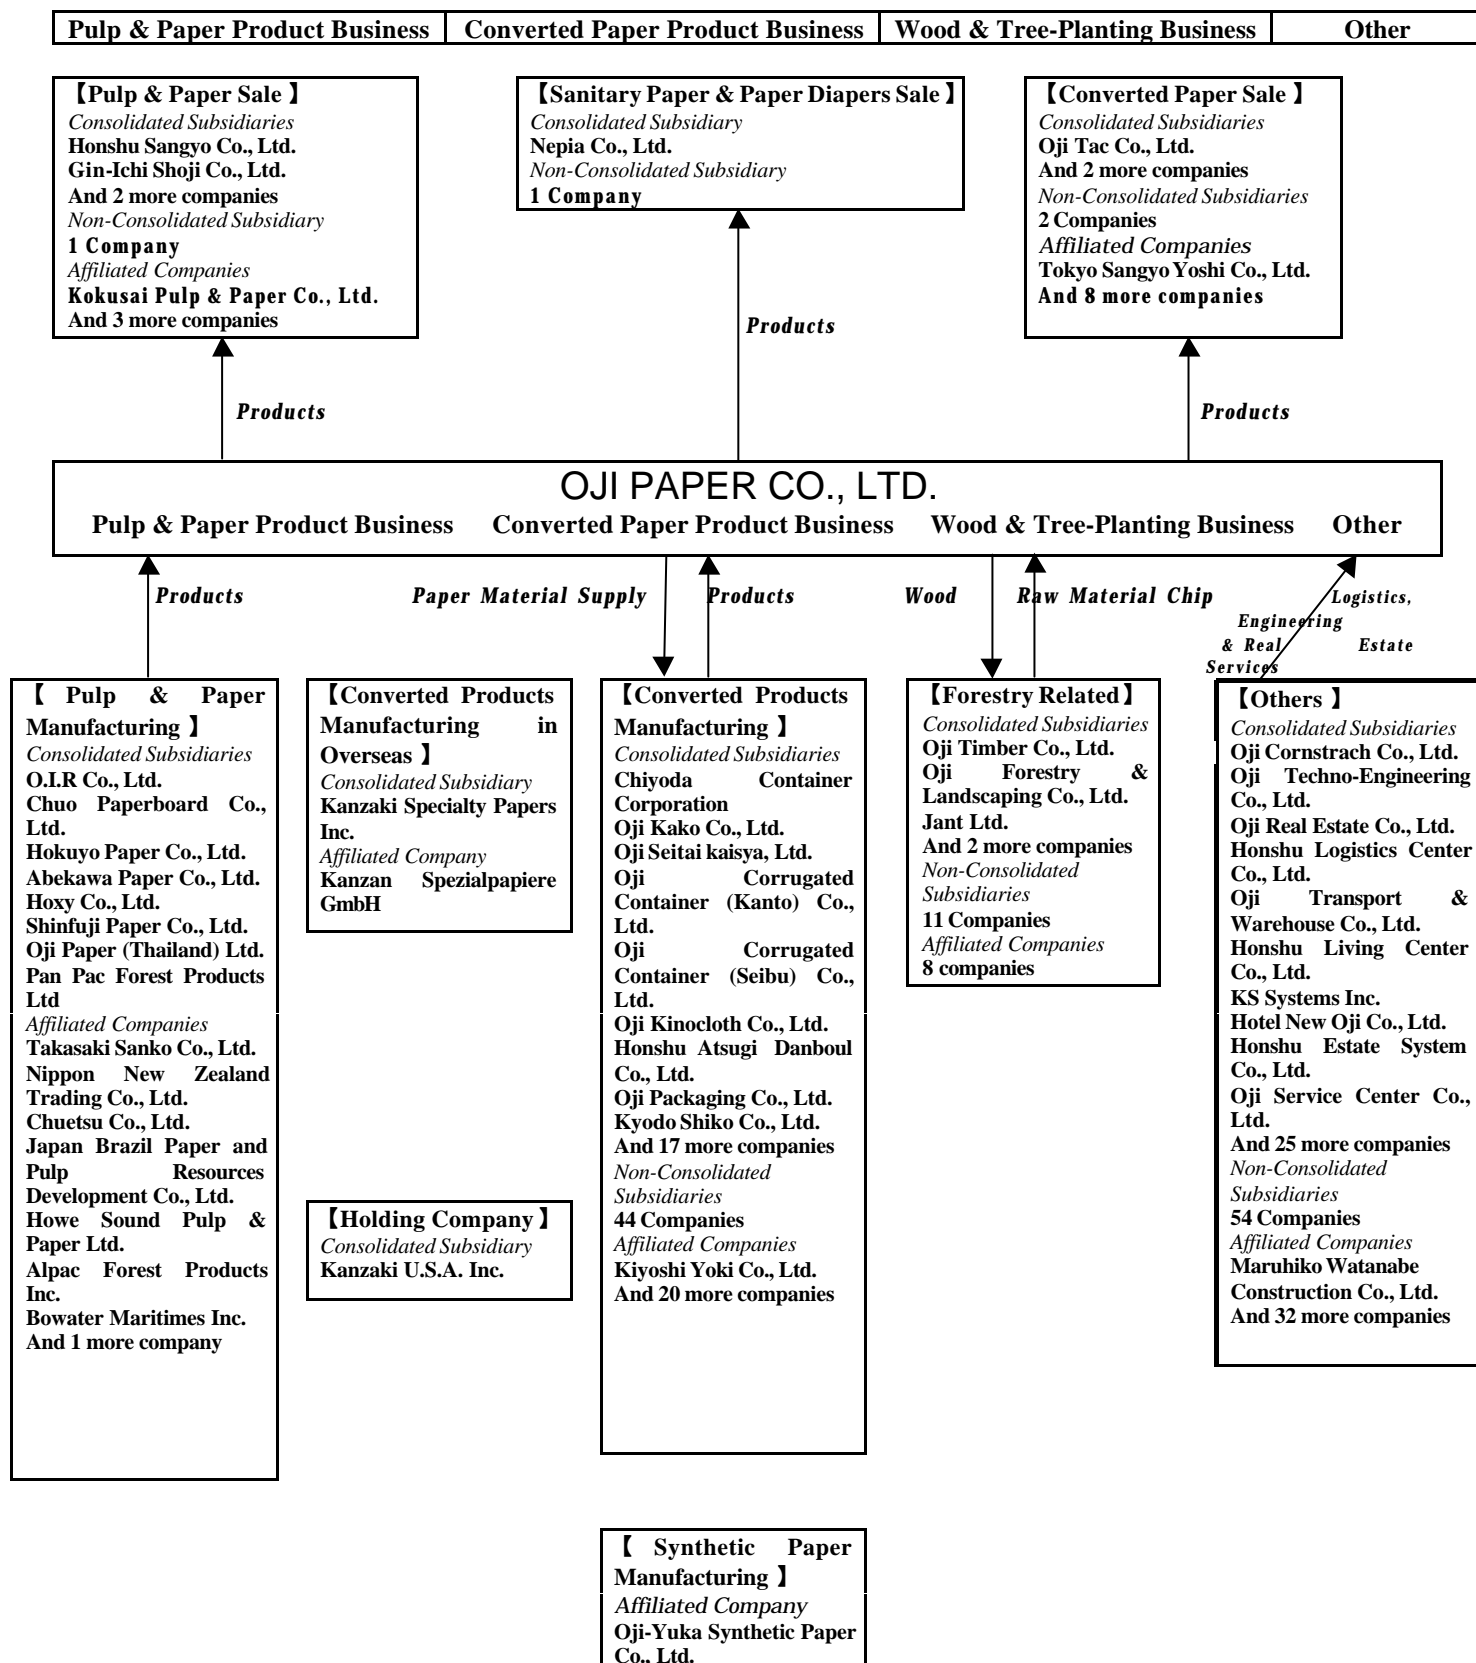 Pulp & Paper Product Business Converted Paper Product Business Wood & Tree-Planting Business Other
【Pulp & Paper Sale 】
Consolidated Subsidiaries
Honshu Sangyo Co., Ltd.
Gin-Ichi Shoji Co., Ltd.
And 2 more companies
Non-Consolidated Subsidiary
1 Company
Affiliated Companies
Kokusai Pulp & Paper Co., Ltd.
And 3 more companies
【Sanitary Paper & Paper Diapers Sale 】
Consolidated Subsidiary
Nepia Co., Ltd.
Non-Consolidated Subsidiary
1 Company
【Converted Paper Sale 】
Consolidated Subsidiaries
Oji Tac Co., Ltd.
And 2 more companies
Non-Consolidated Subsidiaries
2 Companies
Affiliated Companies
Tokyo Sangyo Yoshi Co., Ltd.
And 8 more companies
Products
Products
Products
OJI PAPER CO., LTD.
Pulp & Paper Product Business Converted Paper Product Business Wood & Tree-Planting Business Other
Products
Paper Material Supply
Products
Wood
Raw Material Chip
Logistics,
Engineering
& Real Estate
Services
【 Pulp & Paper
Manufacturing 】
Consolidated Subsidiaries
O.I.R Co., Ltd.
Chuo Paperboard Co.,
Ltd.
Hokuyo Paper Co., Ltd.
Abekawa Paper Co., Ltd.
Hoxy Co., Ltd.
Shinfuji Paper Co., Ltd.
Oji Paper (Thailand) Ltd.
Pan Pac Forest Products
Ltd
Affiliated Companies
Takasaki Sanko Co., Ltd.
Nippon New Zealand
Trading Co., Ltd.
Chuetsu Co., Ltd.
Japan Brazil Paper and
Pulp Resources
Development Co., Ltd.
Howe Sound Pulp &
Paper Ltd.
Alpac Forest Products
Inc.
Bowater Maritimes Inc.
And 1 more company
【Converted Products
Manufacturing in
Overseas 】
Consolidated Subsidiary
Kanzaki Specialty Papers
Inc.
Affiliated Company
Kanzan Spezialpapiere
GmbH
【Holding Company 】
Consolidated Subsidiary
Kanzaki U.S.A. Inc.
【Converted Products
Manufacturing 】
Consolidated Subsidiaries
Chiyoda Container
Corporation
Oji Kako Co., Ltd.
Oji Seitai kaisya, Ltd.
Oji Corrugated
Container (Kanto) Co.,
Ltd.
Oji Corrugated
Container (Seibu) Co.,
Ltd.
Oji Kinocloth Co., Ltd.
Honshu Atsugi Danboul
Co., Ltd.
Oji Packaging Co., Ltd.
Kyodo Shiko Co., Ltd.
And 17 more companies
Non-Consolidated
Subsidiaries
44 Companies
Affiliated Companies
Kiyoshi Yoki Co., Ltd.
And 20 more companies
【 Synthetic Paper
Manufacturing 】
Affiliated Company
Oji-Yuka Synthetic Paper
Co., Ltd.
【Forestry Related】
Consolidated Subsidiaries
Oji Timber Co., Ltd.
Oji Forestry &
Landscaping Co., Ltd.
Jant Ltd.
And 2 more companies
Non-Consolidated
Subsidiaries
11 Companies
Affiliated Companies
8 companies
【Others 】
Consolidated Subsidiaries
Oji Cornstrach Co., Ltd.
Oji Techno-Engineering
Co., Ltd.
Oji Real Estate Co., Ltd.
Honshu Logistics Center
Co., Ltd.
Oji Transport &
Warehouse Co., Ltd.
Honshu Living Center
Co., Ltd.
KS Systems Inc.
Hotel New Oji Co., Ltd.
Honshu Estate System
Co., Ltd.
Oji Service Center Co.,
Ltd.
And 25 more companies
Non-Consolidated
Subsidiaries
54 Companies
Affiliated Companies
Maruhiko Watanabe
Construction Co., Ltd.
And 32 more companies